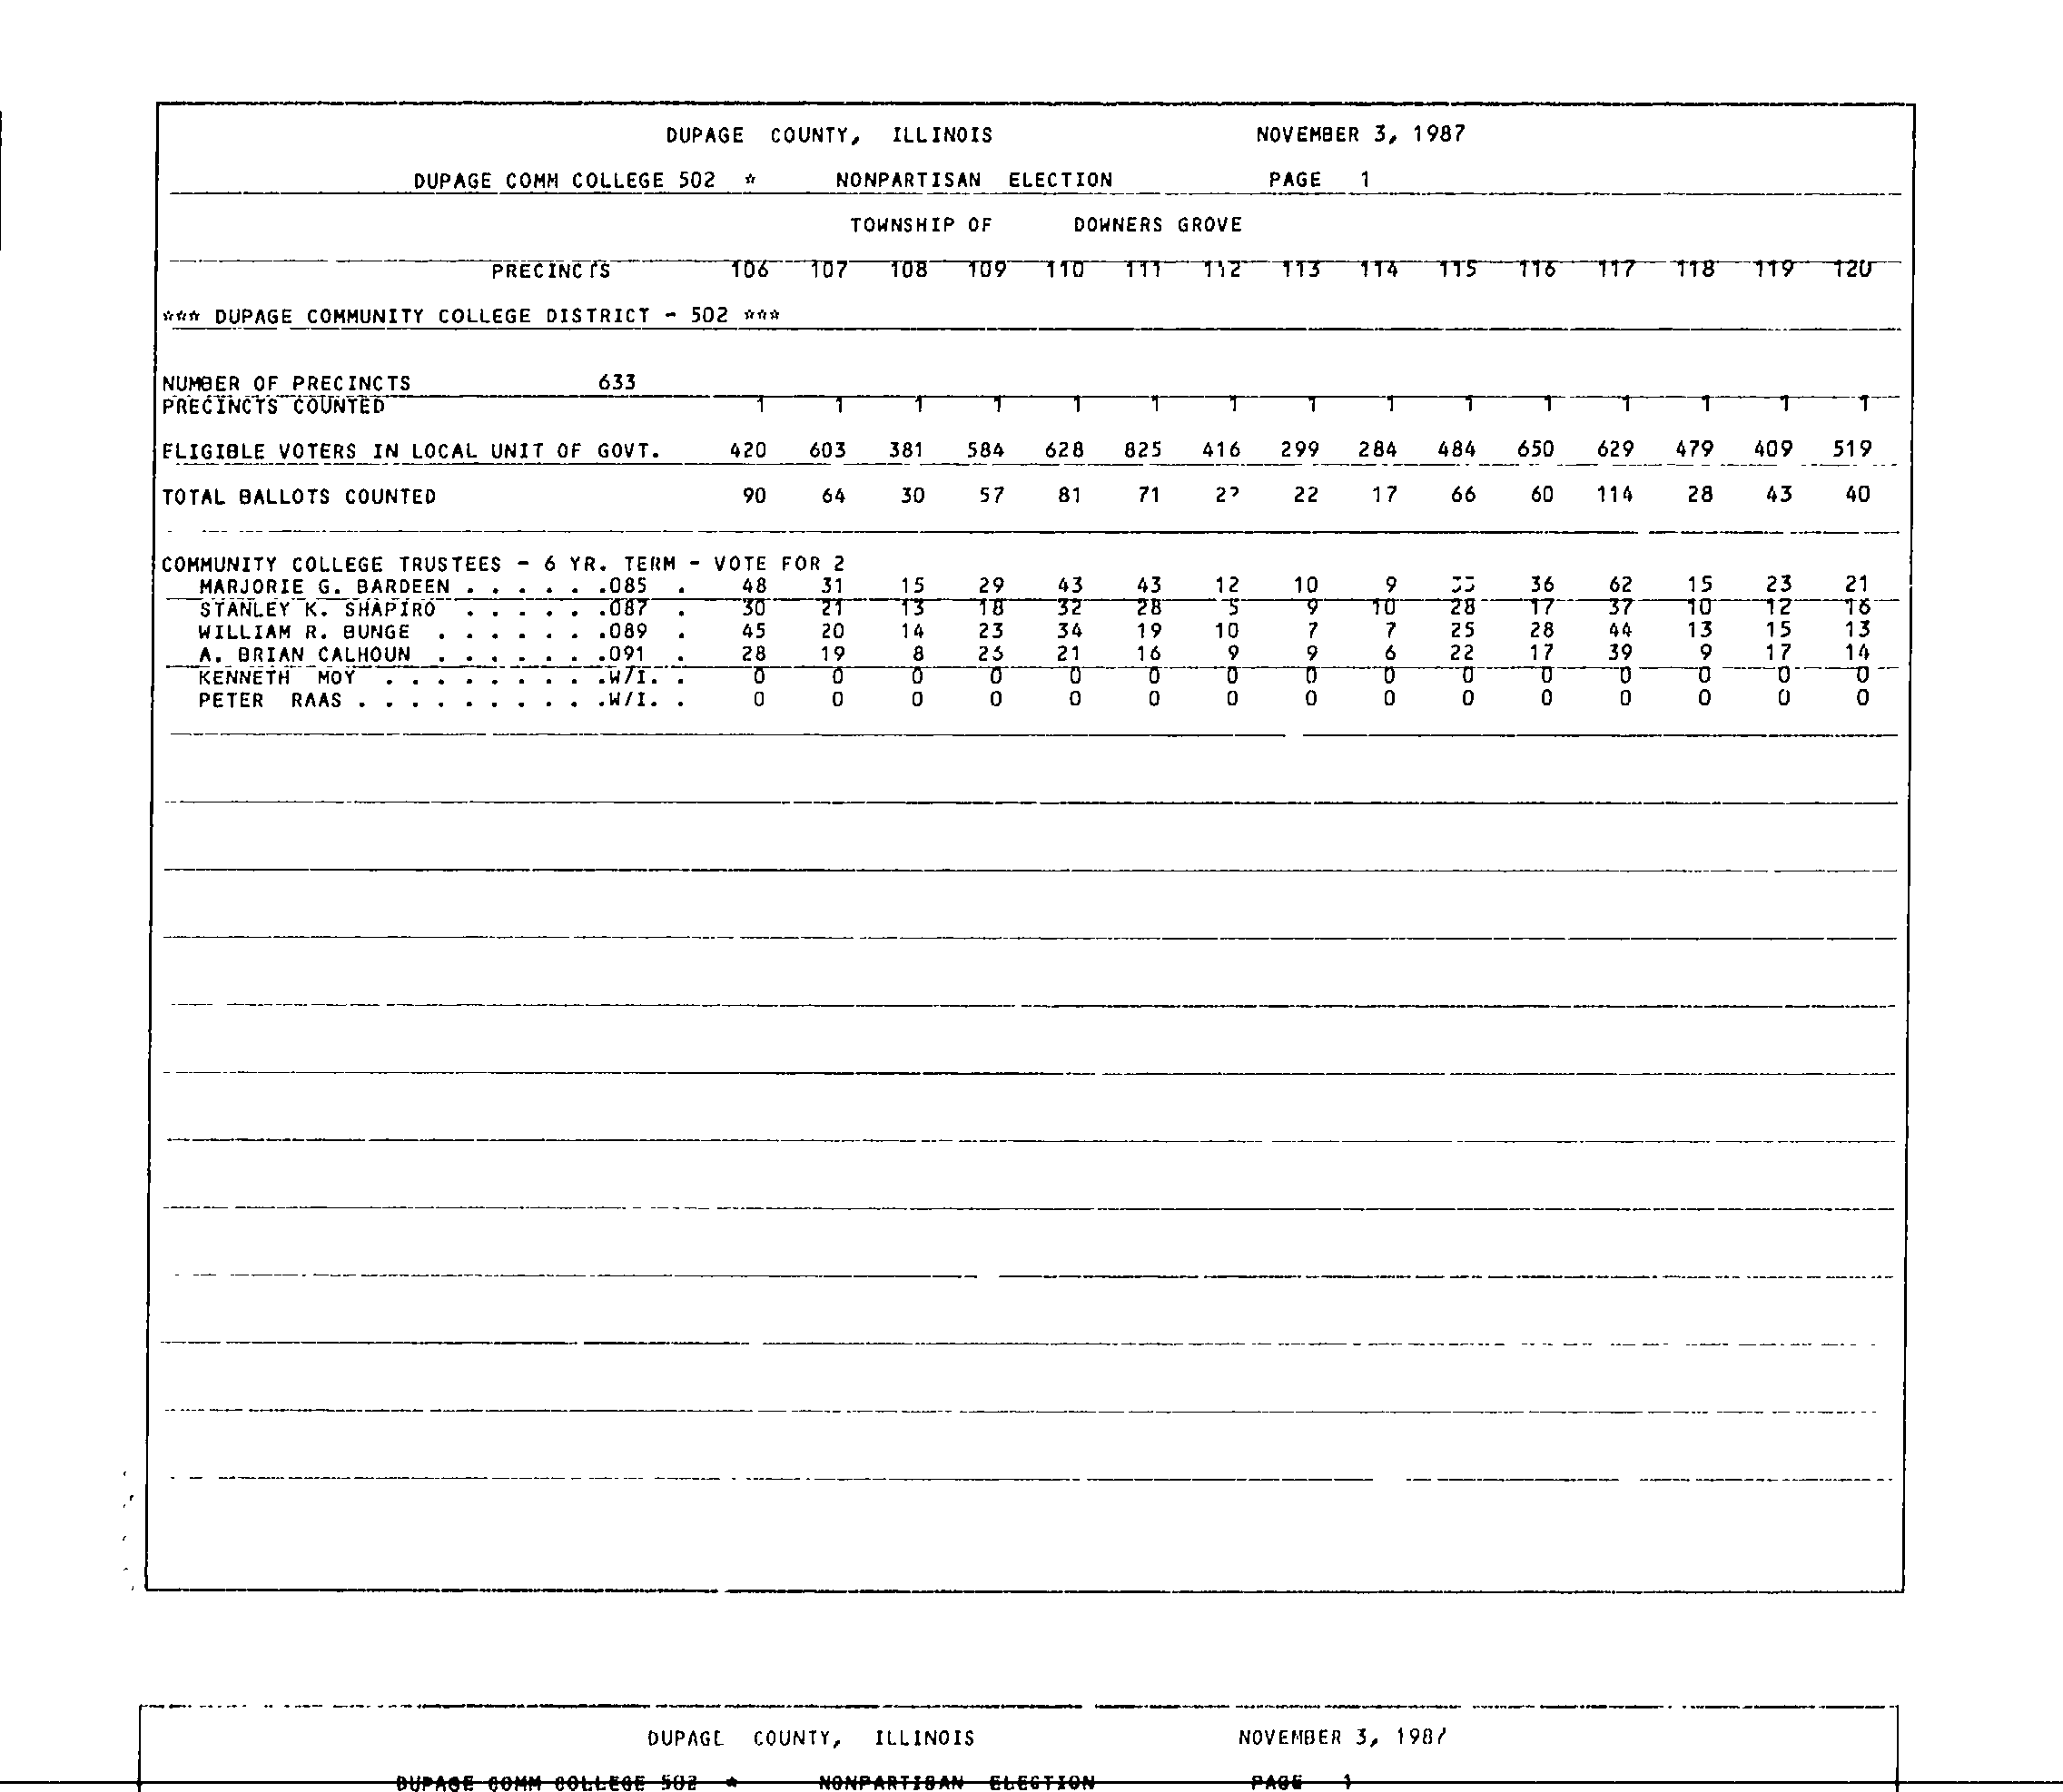 DUPAGE COUNTY, ILLINOIS NOVEMBER 3, 1987
DUPAGE COMM COLLEGE 502 * NONPARTISAN ELECTION PAGE 1
TOWNSHIP OF DOWNERS GROVE
PRECINCTS 106 107 108 109 110 111 112 113 114 115 116 117 118 119 120
*** DUPAGE COMMUNITY COLLEGE DISTRICT - 502 ***
NUMBER OF PRECINCTS 633
PRECINCTS COUNTED 1 1 1 1 1 1 1 1 1 1 1 1 1 1 1
ELIGIBLE VOTERS IN LOCAL UNIT OF GOVT. 420 603 381 584 628 825 416 299 284 484 650 629 479 409 519
TOTAL BALLOTS COUNTED 90 64 30 57 81 71 22 17 66 60 114 28 43 40
COMMUNITY COLLEGE TRUSTEES - 6 YR. TERM - VOTE FOR 2
MARJORIE G. BARDEEN . . . . . .085 . 48 31 15 29 43 43 12 10 9 36 62 15 23 21
STANLEY K. SHAPIRO . . . . . .087 . 30 21 13 18 32 28 5 9 10 28 17 37 10 12 16
WILLIAM R. BUNGE . . . . . . .089 . 45 20 14 23 34 19 10 7 7 25 28 44 13 15 13
A. BRIAN CALHOUN . . . . . . .091 . 28 19 8 21 16 9 9 6 22 17 39 9 17 14
KENNETH MOY . . . . . . . . .W/I. . 0 0 0 0 0 0 0 0 0 0 0 0 0 0 0
PETER RAAS . . . . . . . . . .W/I. . 0 0 0 0 0 0 0 0 0 0 0 0 0 0 0
DUPAGE COUNTY, ILLINOIS NOVEMBER 3, 1987
DUPAGE COMM COLLEGE 502 * NONPARTISAN ELECTION PAGE 1